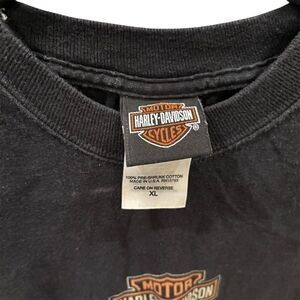 MOTOR
HARLEY-DAVIDSON
CYCLES
®
100% PRE-SHRUNK COTTON
MADE IN U.S.A.
CARE ON REVERSE
XL
MOTOR